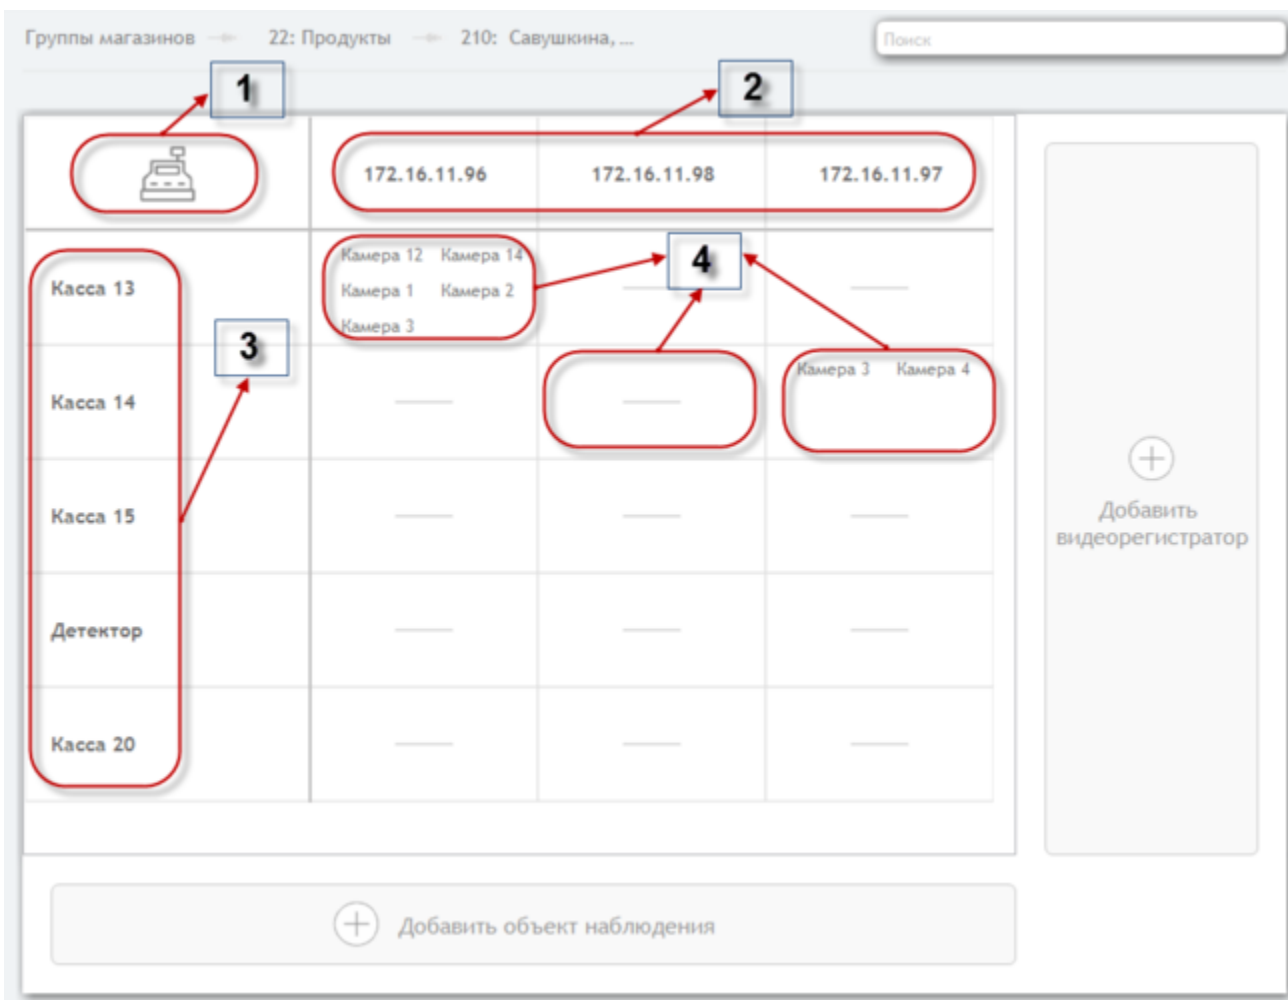 Группы магазинов 22: Продукты 210: Савушкина, ...
Поиск
1
2
172.16.11.96 172.16.11.98 172.16.11.97
Камера 12 Камера 14
4
Касса 13
Камера 1 Камера 2
Камера 3
3
Камера 3 Камера 4
Касса 14
Касса 15
Добавить
видеорегистратор
Детектор
Касса 20
Добавить объект наблюдения